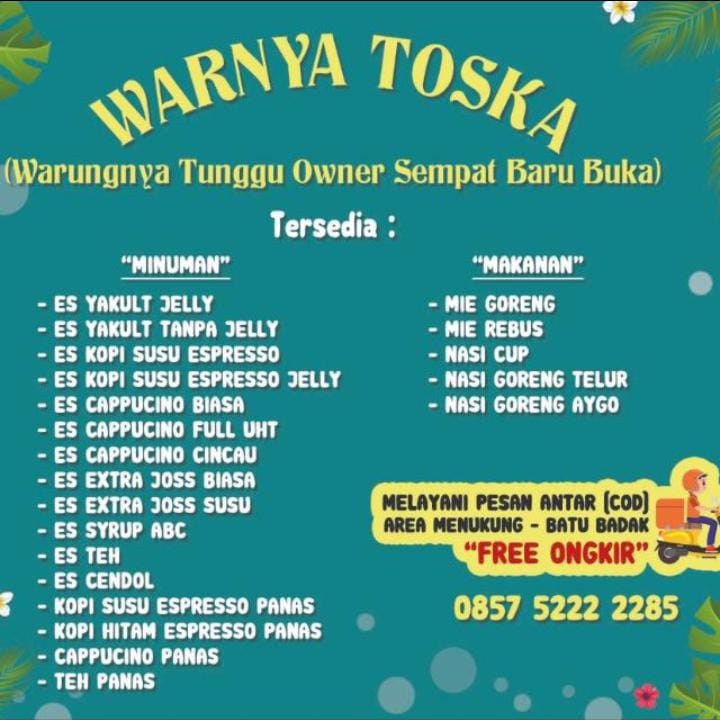 WARNYA TOSKA
(Warungnya Tunggu Owner Sempat Baru Buka)
Tersedia :
"MINUMAN"
- ES YAKULT JELLY
- ES YAKULT TANPA JELLY
- ES KOPI SUSU ESPRESSO
- ES KOPI SUSU ESPRESSO JELLY
- ES CAPPUCINO BIASA
- ES CAPPUCINO FULL UHT
- ES CAPPUCINO CINCAU
- ES EXTRA JOSS BIASA
- ES EXTRA JOSS SUSU
- ES SYRUP ABC
- ES TEH
- ES CENDOL
- KOPI SUSU ESPRESSO PANAS
- KOPI HITAM ESPRESSO PANAS
- CAPPUCINO PANAS
- TEH PANAS
"MAKANAN"
- MIE GORENG
- MIE REBUS
- NASI CUP
- NASI GORENG TELUR
- NASI GORENG AYGO
MELAYANI PESAN ANTAR (COD)
AREA MENUKUNG - BATU BADAK
"FREE ONGKIR"
0857 5222 2285